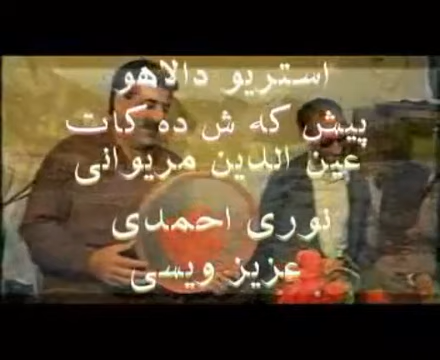 استریو دالاهو
پیش که ش ده کات
عین الدین مریوانی
نوری احمدی
عزیز ویسی